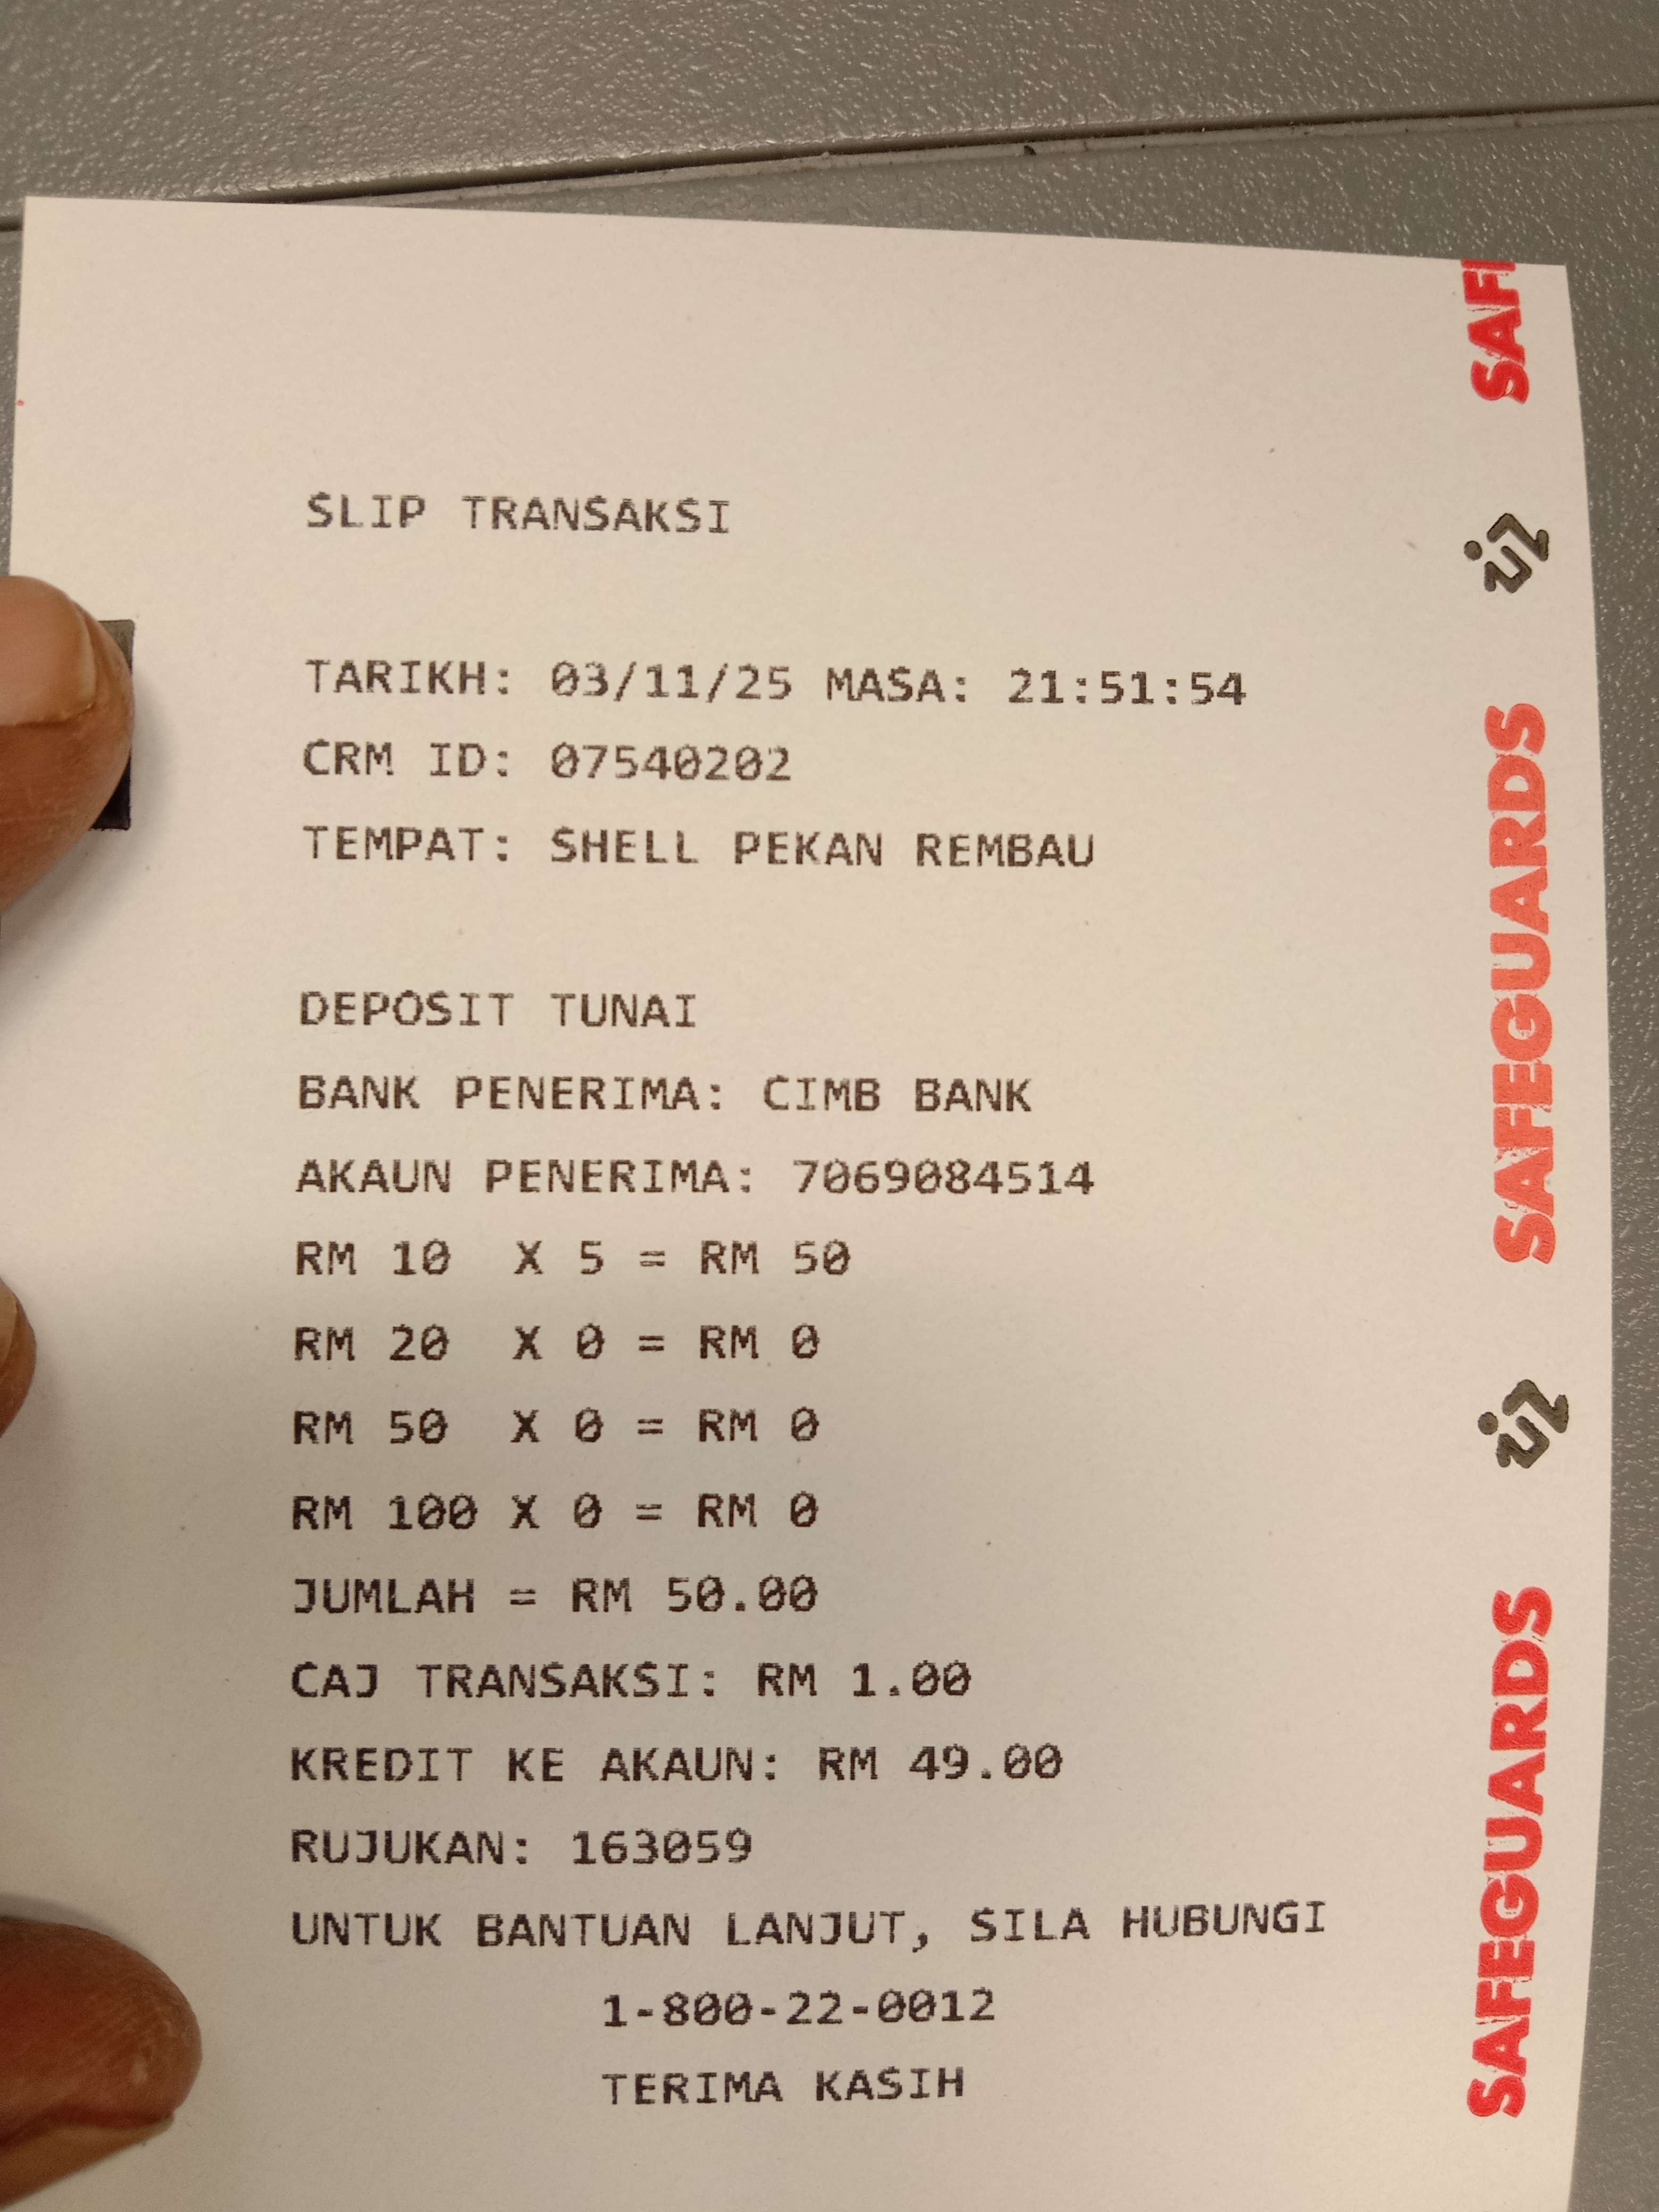 SLIP TRANSAKSI
TARIKH: 03/11/25 MASA: 21:51:54
CRM ID: 07540202
TEMPAT: SHELL PEKAN REMBAU
DEPOSIT TUNAI
BANK PENERIMA: CIMB BANK
AKAUN PENERIMA: 7069084514
RM 10 X 5 = RM 50
RM 20 X 0 = RM 0
RM 50 X 0 = RM 0
RM 100 X 0 = RM 0
JUMLAH = RM 50.00
CAJ TRANSAKSI: RM 1.00
KREDIT KE AKAUN: RM 49.00
RUJUKAN: 163059
UNTUK BANTUAN LANJUT, SILA HUBUNGI
1-800-22-0012
TERIMA KASIH
SAFEGUARDS
SAFEGUARDS